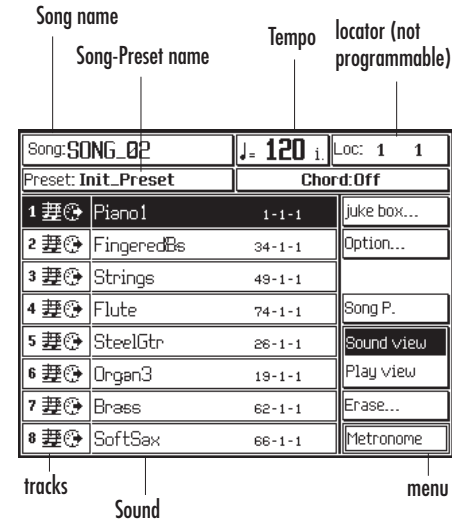 Song name
Song-Preset name
Tempo
locator (not
programmable)
Song: SONG_02
♩= 120 i.
Loc: 1 1
Preset: Init_Preset
Chord:Off
1 Piano1 1-1-1
juke box...
2 FingeredBs 34-1-1
Option...
3 Strings 49-1-1
4 Flute 74-1-1
Song P.
5 SteelGtr 26-1-1
Sound view
6 Organ3 19-1-1
Play view
7 Brass 62-1-1
Erase...
8 SoftSax 66-1-1
Metronome
tracks
Sound
menu